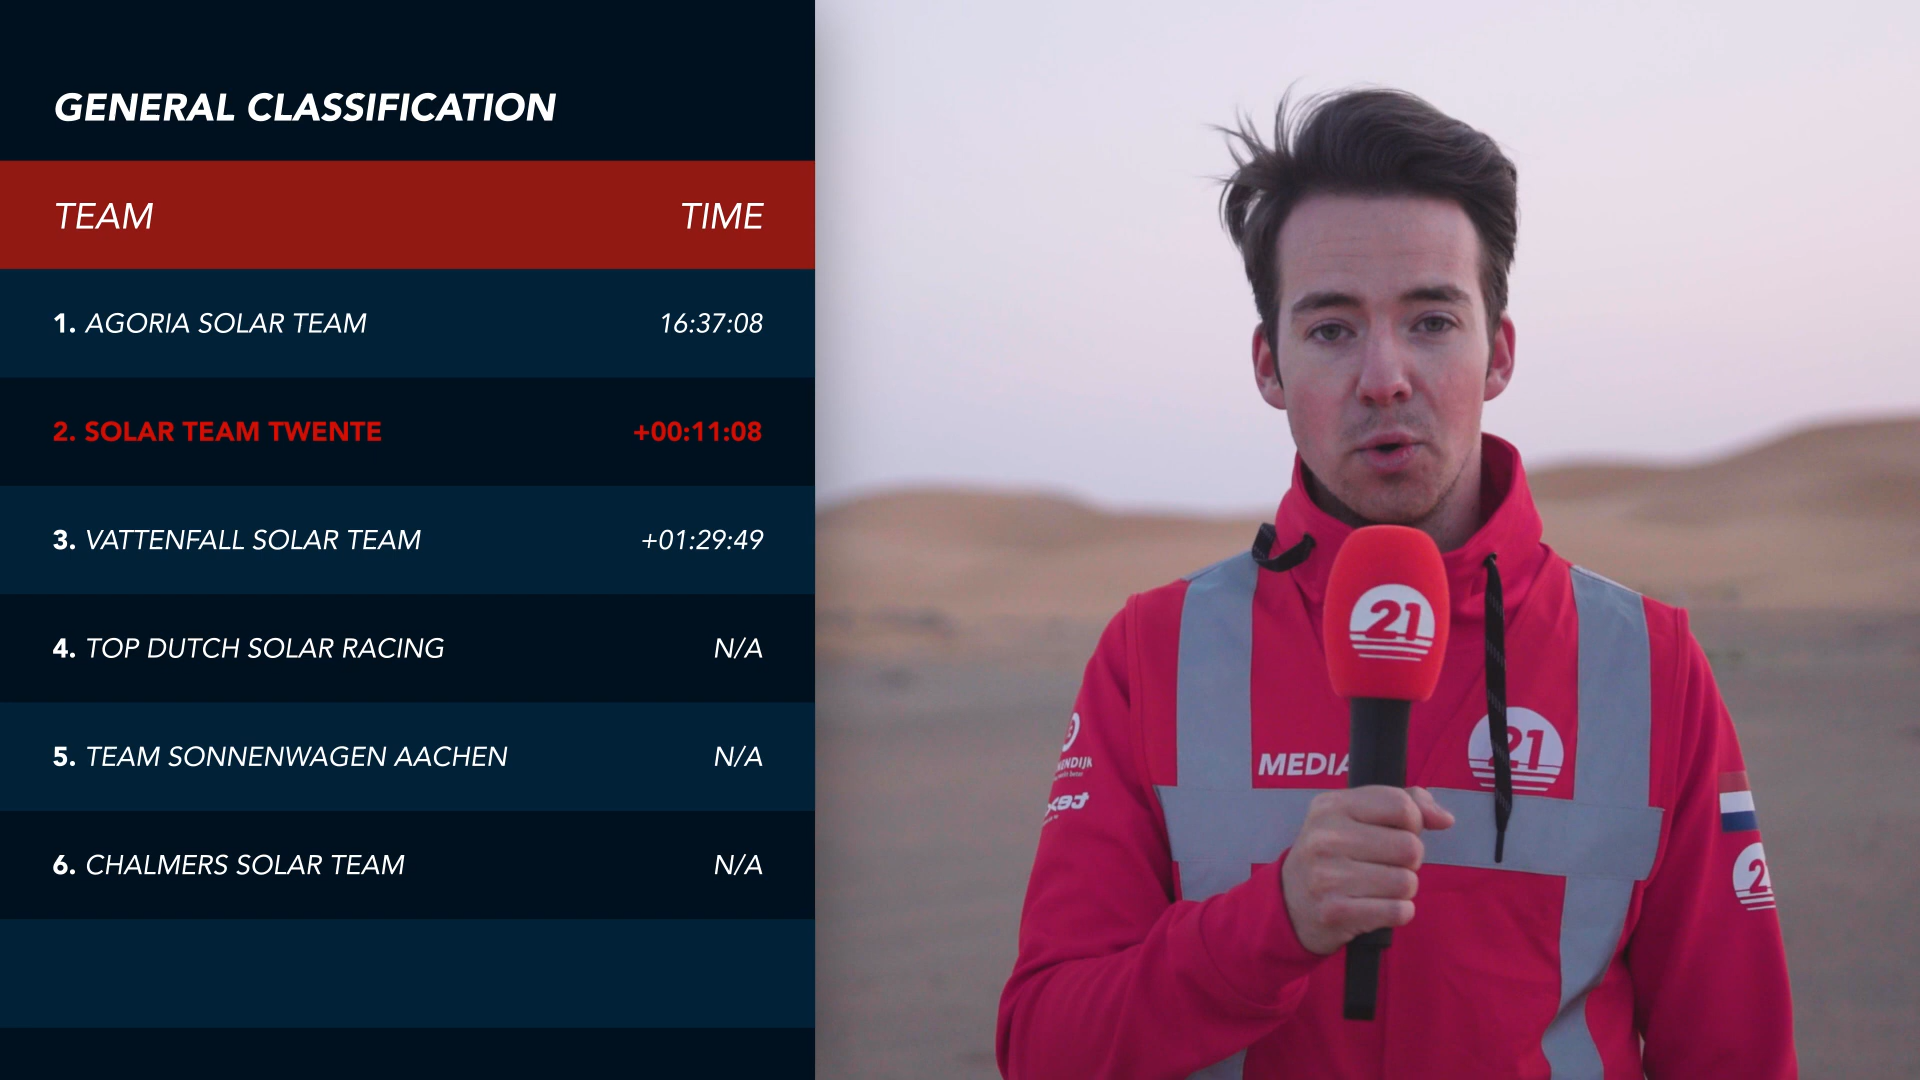 GENERAL CLASSIFICATION
TEAM TIME
1. AGORIA SOLAR TEAM 16:37:08
2. SOLAR TEAM TWENTE +00:11:08
3. VATTENFALL SOLAR TEAM +01:29:49
4. TOP DUTCH SOLAR RACING N/A
5. TEAM SONNENWAGEN AACHEN N/A
6. CHALMERS SOLAR TEAM N/A
21
21
MEDIA